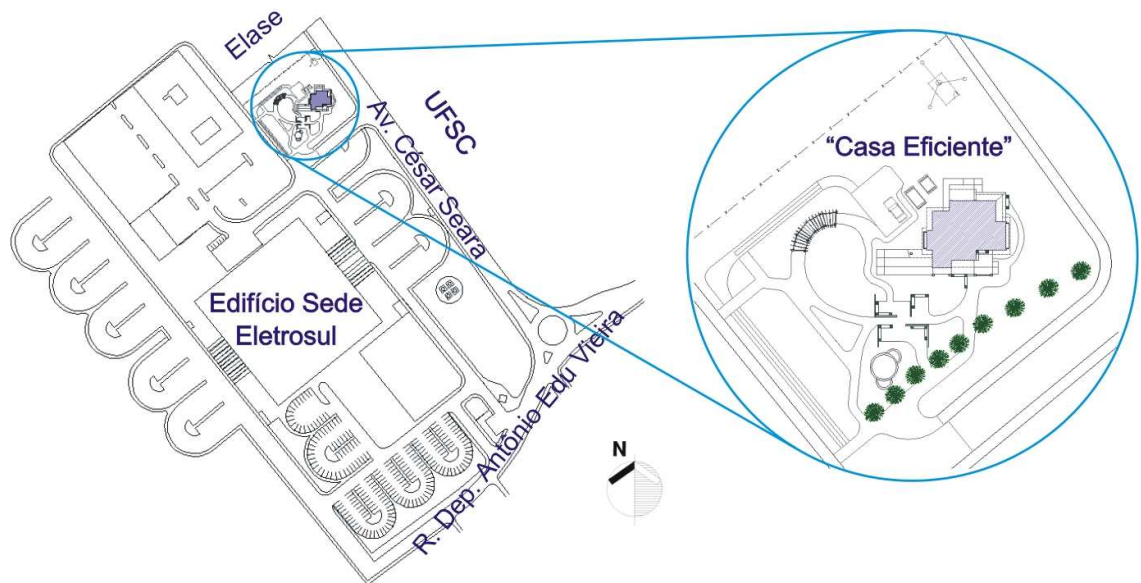 Elase
UFSC
Av. César Seara
"Casa Eficiente"
Edifício Sede
Eletrosul
R. Dep. Antônio Edu Vieira
N